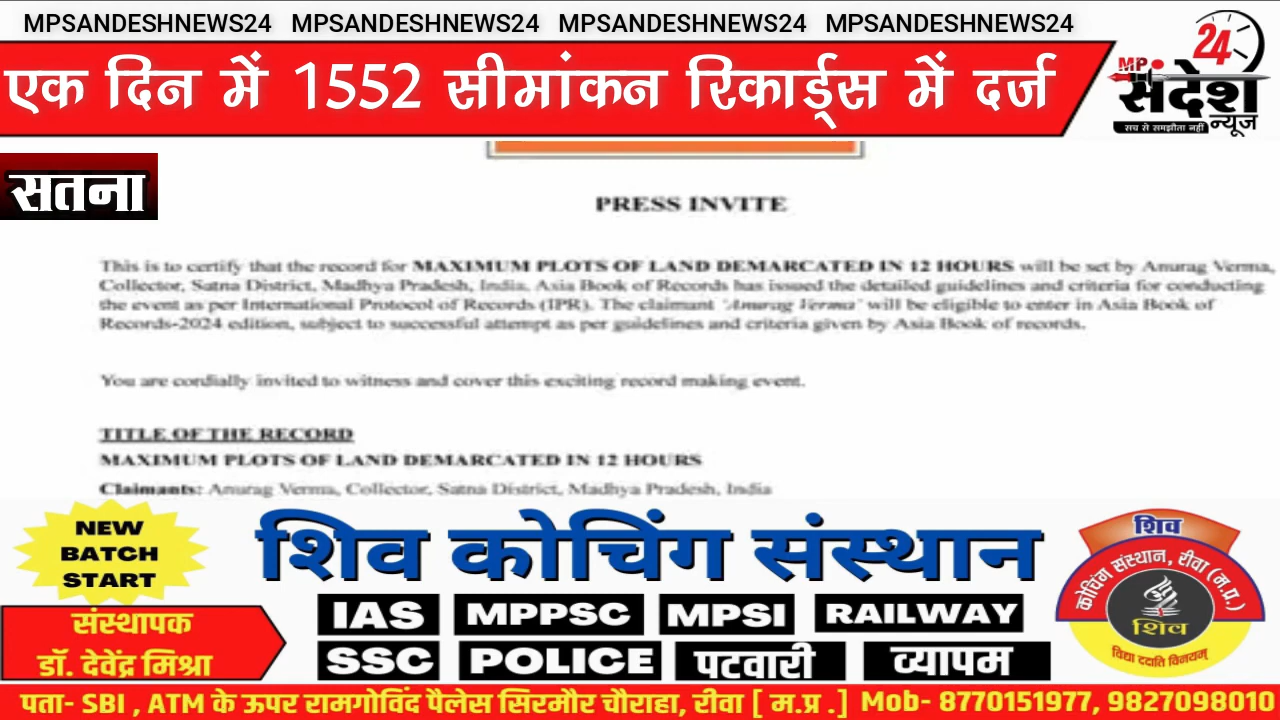 MPSANDESHNEWS24 MPSANDESHNEWS24 MPSANDESHNEWS24 MPSANDESHNEWS24
एक दिन में 1552 सीमांकन रिकार्ड्स में दर्ज
24
MP
संदेश
सच से समझौता नहीं न्यूज
सतना
PRESS INVITE
This is to certify that the record for MAXIMUM PLOTS OF LAND DEMARCATED IN 12 HOURS will be set by Anurag Verma,
Collector, Satna District, Madhya Pradesh, India. Asia Book of Records has issued the detailed guidelines and criteria for conducting
the event as per International Protocol of Records (IPR). The claimant 'Anurag Verma' will be eligible to enter in Asia Book of
Records-2024 edition, subject to successful attempt as per guidelines and criteria given by Asia Book of records.
You are cordially invited to witness and cover this exciting record making event.
TITLE OF THE RECORD
MAXIMUM PLOTS OF LAND DEMARCATED IN 12 HOURS
Claimants: Anurag Verma, Collector, Satna District, Madhya Pradesh, India
NEW
BATCH
START
शिव कोचिंग संस्थान
IAS MPPSC MPSI RAILWAY
SSC POLICE पटवारी व्यापम
संस्थापक
डॉ. देवेंद्र मिश्रा
शिव
कोचिंग संस्थान, रीवा (म.प्र.)
शिव
विद्या ददाति विनयम्
पता- SBI , ATM के ऊपर रामगोविंद पैलेस सिरमौर चौराहा, रीवा [ म.प्र .] Mob- 8770151977, 9827098010